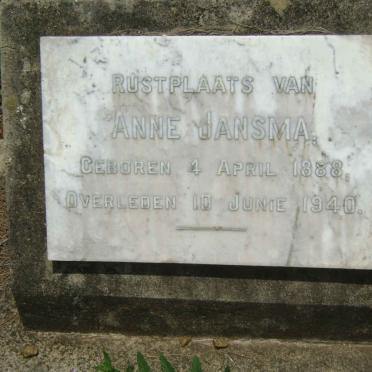 RUSTPLAATS VAN
ANNE JANSMA.
GEBOREN 4 APRIL 1888.
OVERLEDEN 10 JUNIE 1940.